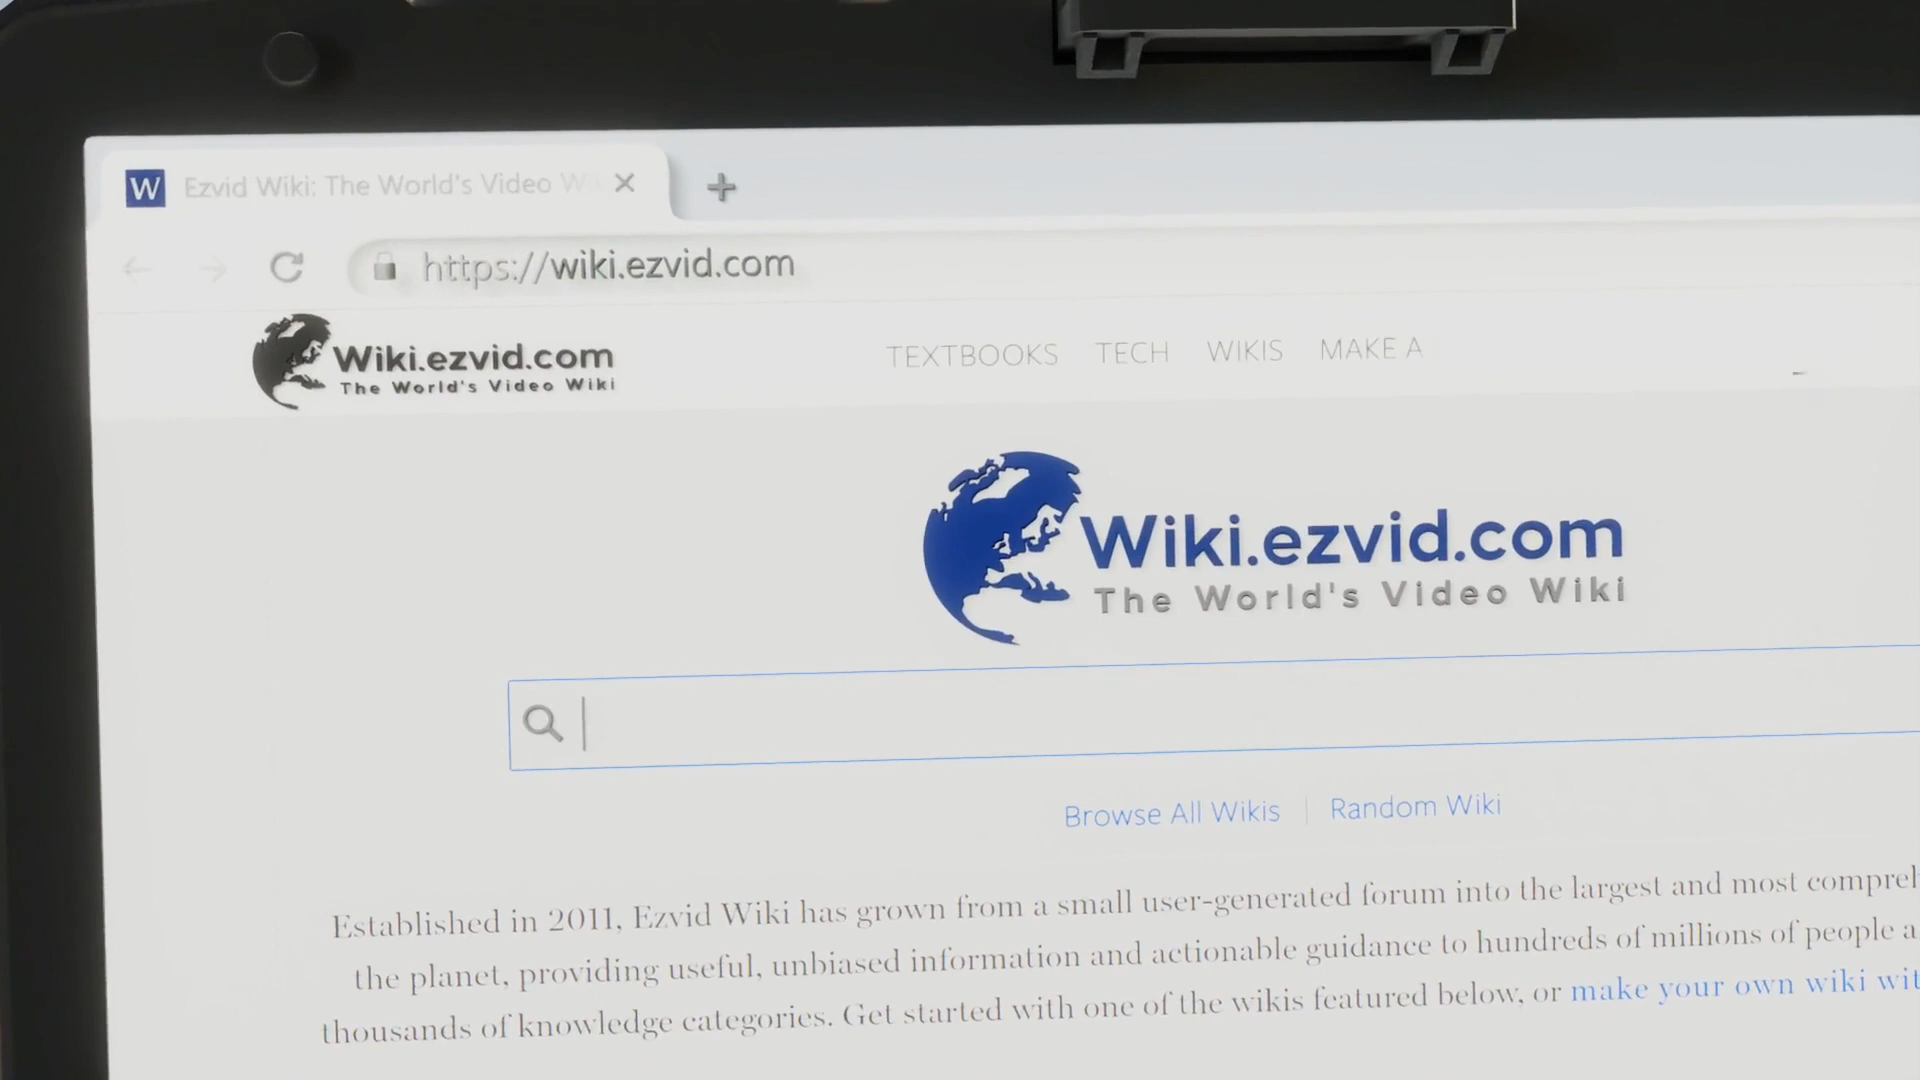 W Ezvid Wiki: The World's Video
https://wiki.ezvid.com
Wiki.ezvid.com
The World's Video Wiki
TEXTBOOKS TECH WIKIS MAKE A
Wiki.ezvid.com
The World's Video Wiki
Browse All Wikis | Random Wiki
Established in 2011, Ezvid Wiki has grown from a small user-generated forum into the largest and most
the planet, providing useful, unbiased information and actionable guidance to hundreds of millions of people
thousands of knowledge categories. Get started with one of the wikis featured below, or make your own wiki